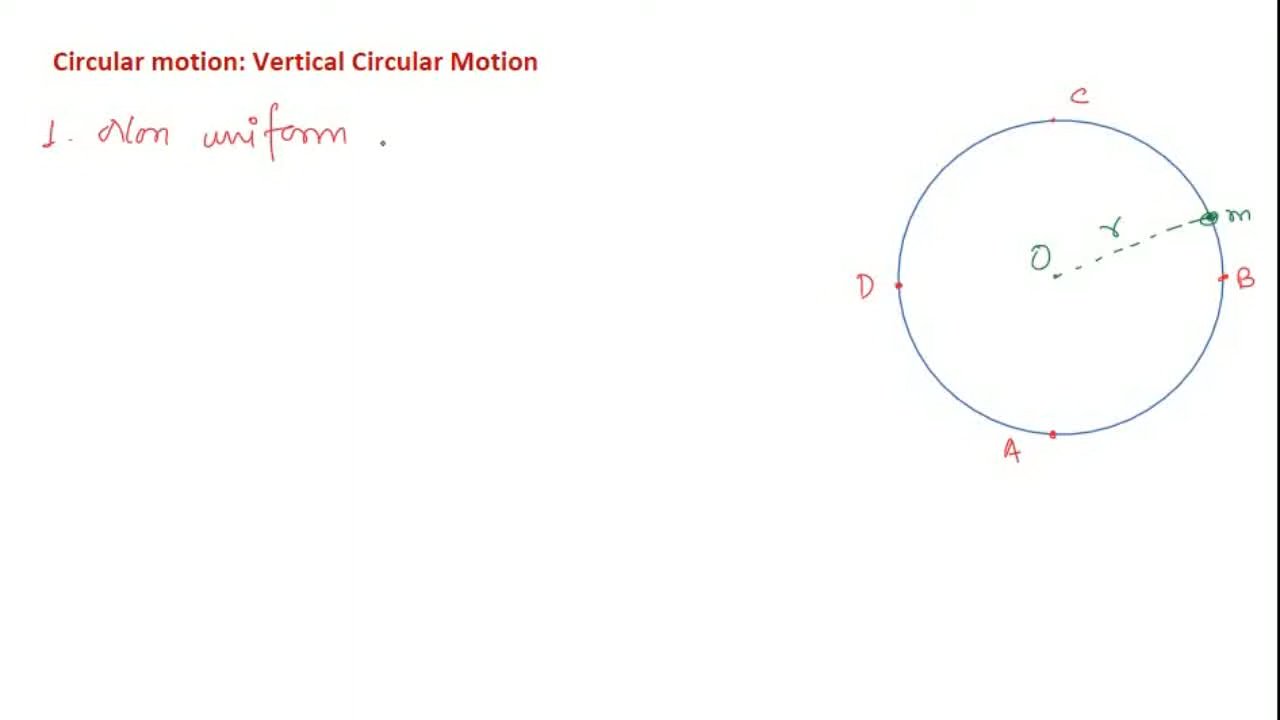 Circular motion: Vertical Circular Motion
1. Non uniform
C
m
r
O
D
B
A